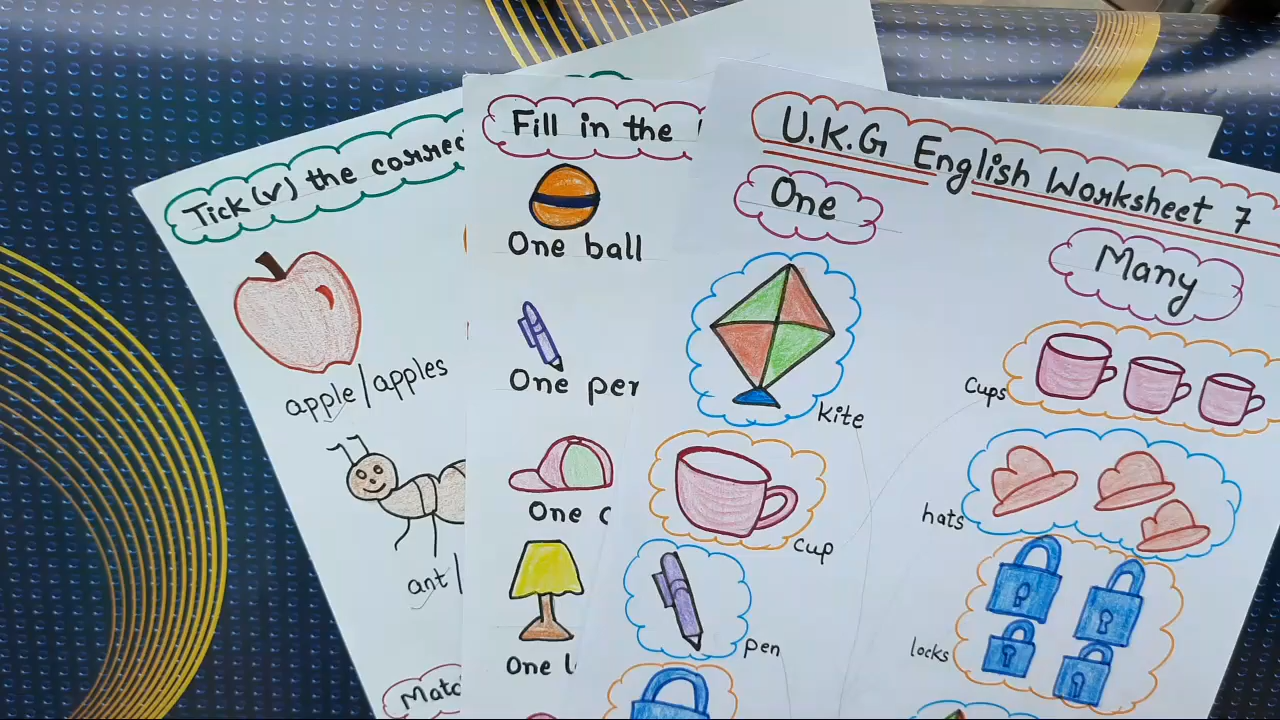 Tick(✓) the correc
apple/apples
ant/
Matc
Fill in the
One ball
One pen
One c
One l
U.K.G English Worksheet 7
One
Many
Kite
Cups
cup
hats
pen
locks